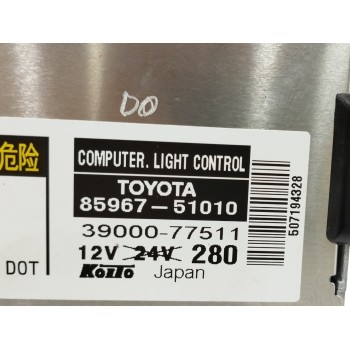 DO
危险
COMPUTER. LIGHT CONTROL
TOYOTA
85967-51010
39000-77511
12V 24V 280
DOT
KOITO Japan
507194328